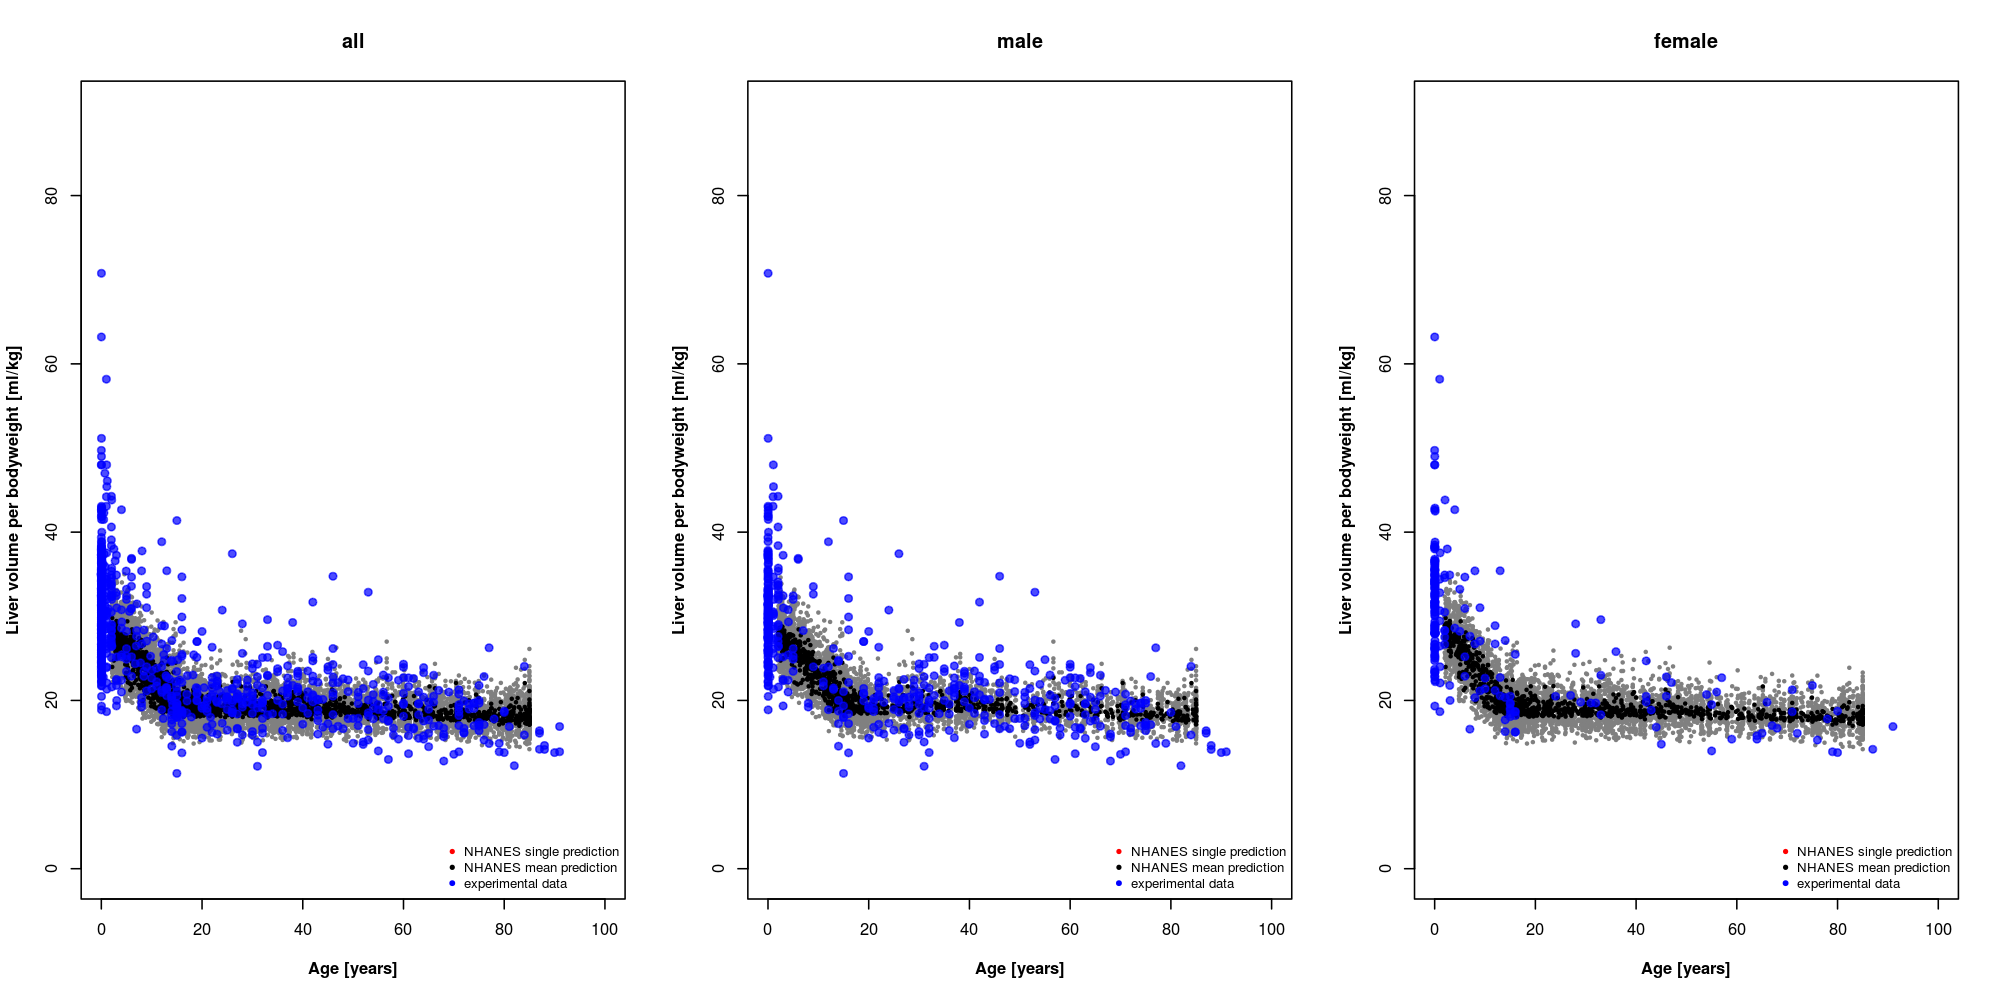 all
Liver volume per bodyweight [ml/kg]
80
60
40
20
0
NHANES single prediction
NHANES mean prediction
experimental data
0 20 40 60 80 100
Age [years]
male
Liver volume per bodyweight [ml/kg]
80
60
40
20
0
NHANES single prediction
NHANES mean prediction
experimental data
0 20 40 60 80 100
Age [years]
female
Liver volume per bodyweight [ml/kg]
80
60
40
20
0
NHANES single prediction
NHANES mean prediction
experimental data
0 20 40 60 80 100
Age [years]